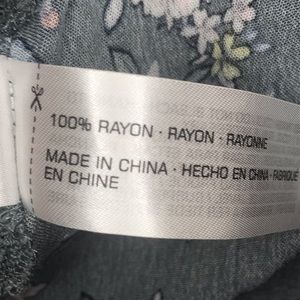 100% RAYON · RAYON · RAYONNE
MADE IN CHINA · HECHO EN CHINA · FABRIQUÉ
EN CHINE